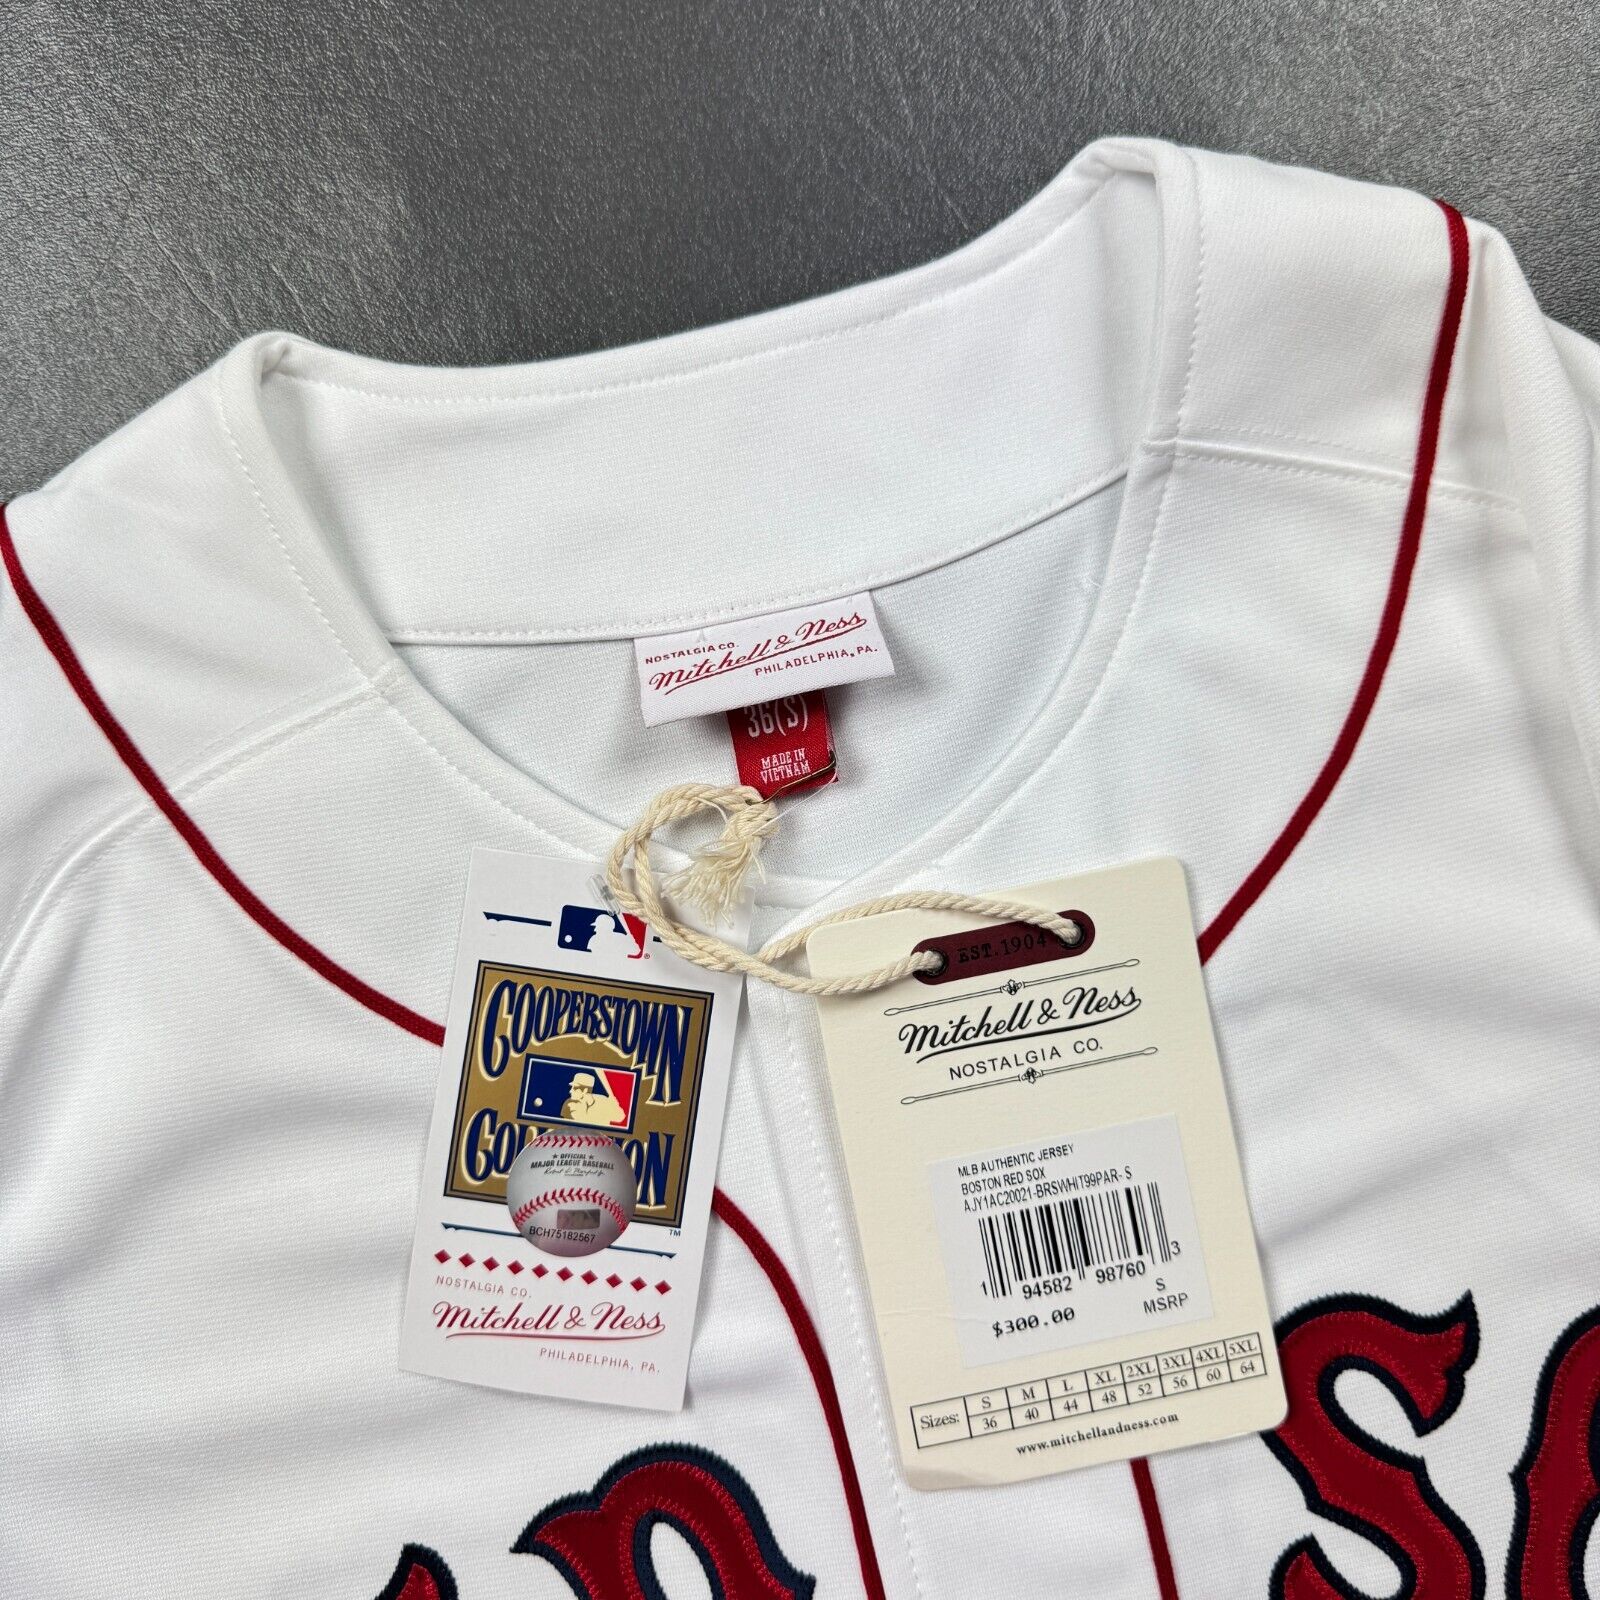 NOSTALGIA CO.
Mitchell & Ness
PHILADELPHIA, PA.
36(S)
MADE IN
VIETNAM
COOPERSTOWN
COLLECTION
TM
★ OFFICIAL ★
MAJOR LEAGUE BASEBALL
BCH75182567
NOSTALGIA CO.
Mitchell & Ness
PHILADELPHIA, PA.
EST.1904
Mitchell & Ness
NOSTALGIA CO.
MLB AUTHENTIC JERSEY
BOSTON RED SOX
AJY1AC20021-BRSWHIT99PAR- S
1 94582 98760 3
S
$300.00 MSRP
Sizes: S M L XL 2XL 3XL 4XL 5XL
36 40 44 48 52 56 60 64
www.mitchellandness.com